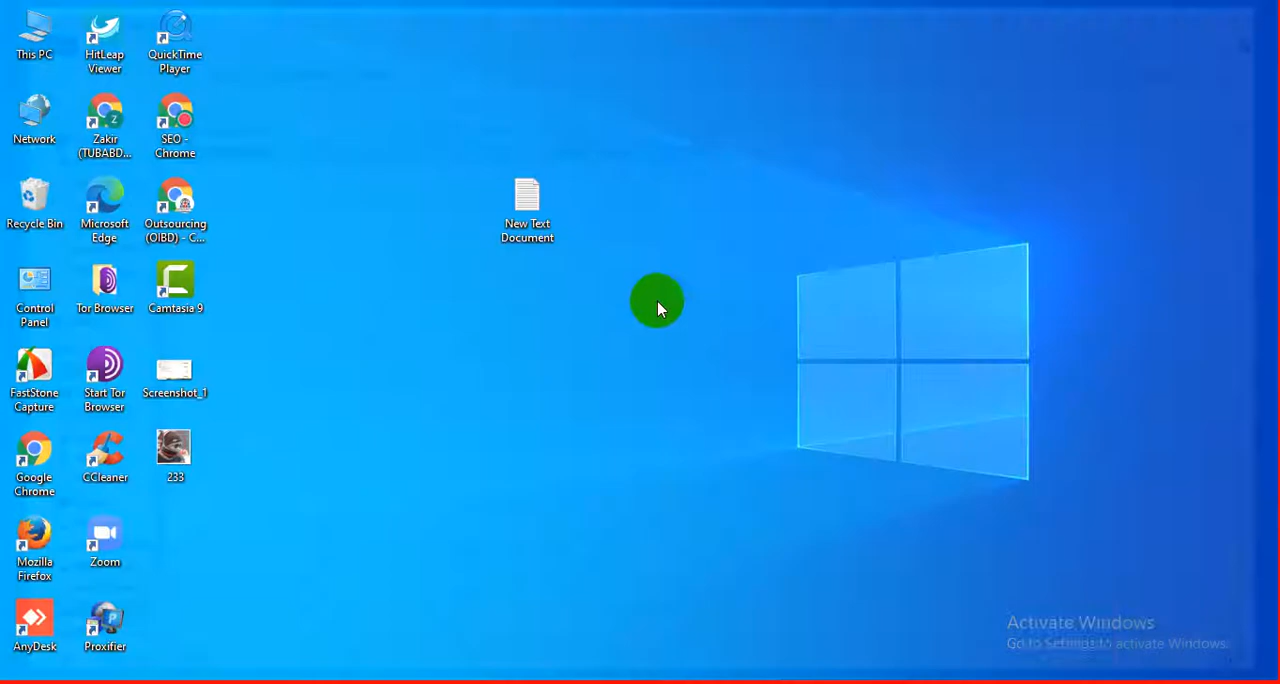 This PC
HitLeap
Viewer
QuickTime
Player
Network
Zakir
(TUBABD...
SEO -
Chrome
Recycle Bin
Microsoft
Edge
Outsourcing
(OIBD) - C...
New Text
Document
Control
Panel
Tor Browser
Camtasia 9
FastStone
Capture
Start Tor
Browser
Screenshot_1
Google
Chrome
CCleaner
233
Mozilla
Firefox
Zoom
AnyDesk
Proxifier
Activate Windows
Go to Settings to activate Windows.